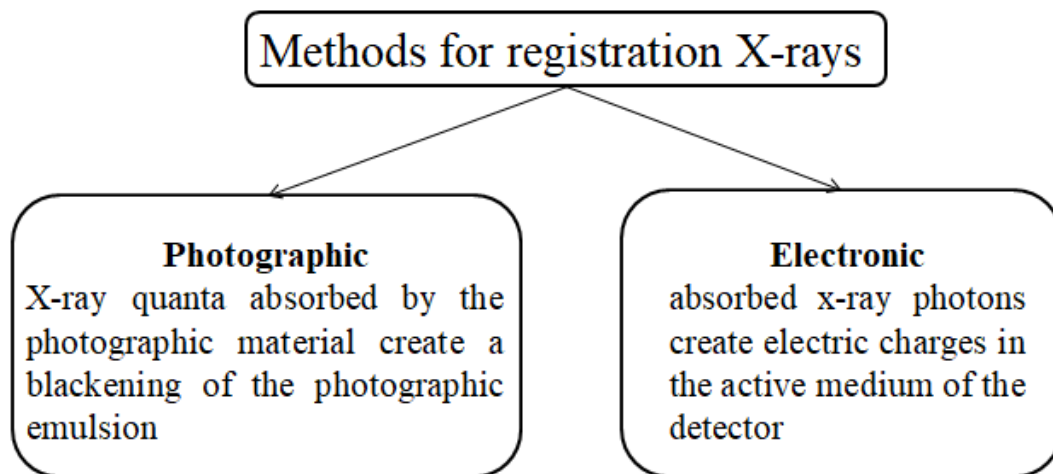 Methods for registration X-rays
Photographic
X-ray quanta absorbed by the
photographic material create a
blackening of the photographic
emulsion
Electronic
absorbed x-ray photons
create electric charges in
the active medium of the
detector